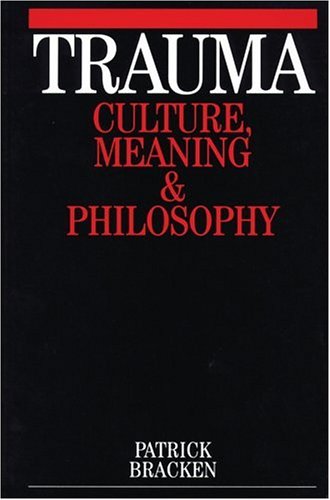 TRAUMA
CULTURE,
MEANING
&
PHILOSOPHY
PATRICK
BRACKEN